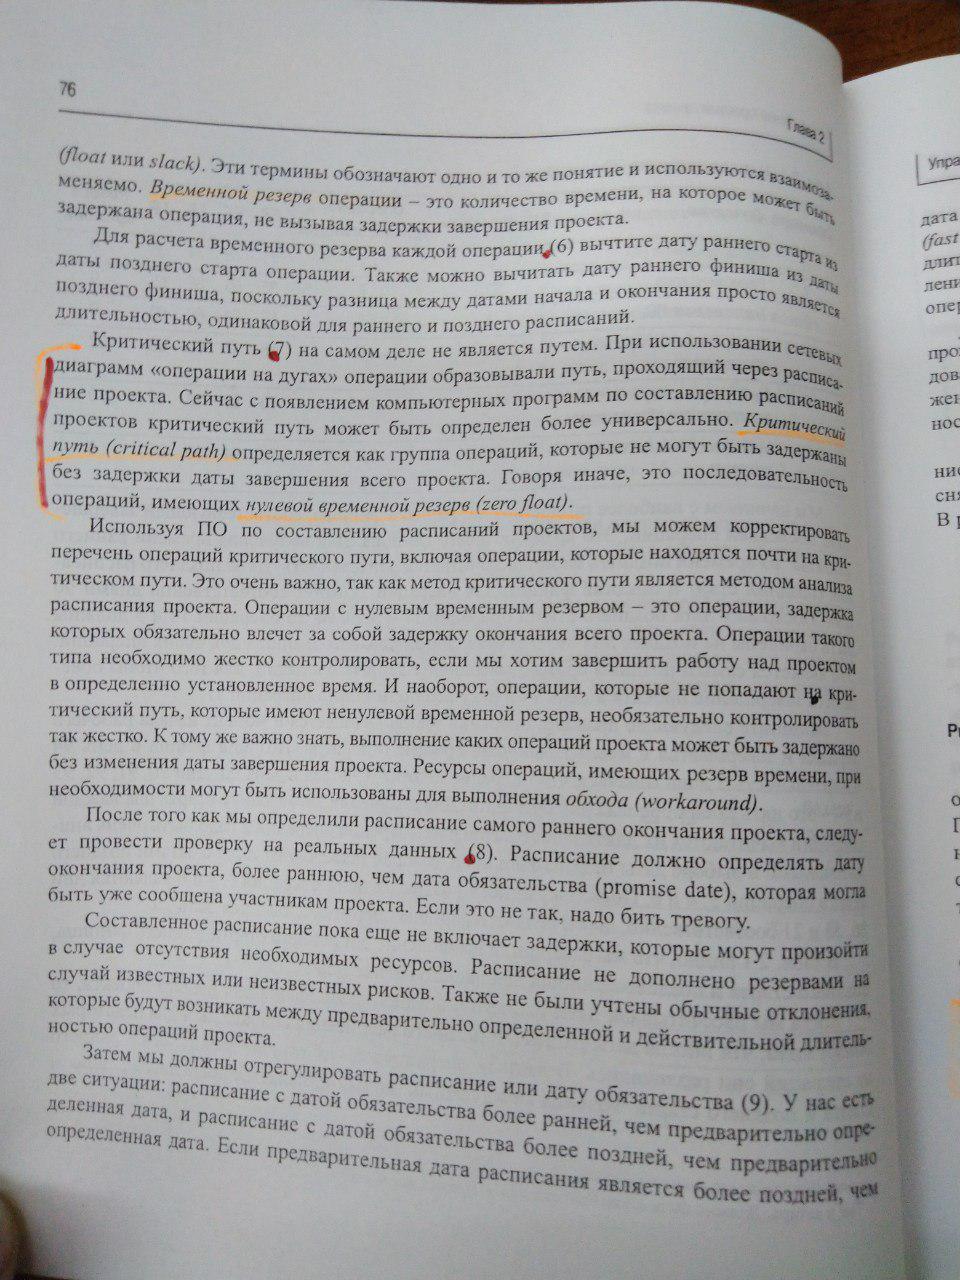 76
Глава 2
(float или slack). Эти термины обозначают одно и то же понятие и используются взаимоза-
меняемо. Временной резерв операции – это количество времени, на которое может быть
задержана операция, не вызывая задержки завершения проекта.
Для расчета временного резерва каждой операции (6) вычтите дату раннего старта из
даты позднего старта операции. Также можно вычитать дату раннего финиша из даты
позднего финиша, поскольку разница между датами начала и окончания просто является
длительностью, одинаковой для раннего и позднего расписаний.
Критический путь (7) на самом деле не является путем. При использовании сетевых
диаграмм «операции на дугах» операции образовывали путь, проходящий через расписа-
ние проекта. Сейчас с появлением компьютерных программ по составлению расписаний
проектов критический путь может быть определен более универсально. Критический
путь (critical path) определяется как группа операций, которые не могут быть задержаны
без задержки даты завершения всего проекта. Говоря иначе, это последовательность
операций, имеющих нулевой временной резерв (zero float).
Используя ПО по составлению расписаний проектов, мы можем корректировать
перечень операций критического пути, включая операции, которые находятся почти на кри-
тическом пути. Это очень важно, так как метод критического пути является методом анализа
расписания проекта. Операции с нулевым временным резервом – это операции, задержка
которых обязательно влечет за собой задержку окончания всего проекта. Операции такого
типа необходимо жестко контролировать, если мы хотим завершить работу над проектом
в определенно установленное время. И наоборот, операции, которые не попадают на кри-
тический путь, которые имеют ненулевой временной резерв, необязательно контролировать
так жестко. К тому же важно знать, выполнение каких операций проекта может быть задержано
без изменения даты завершения проекта. Ресурсы операций, имеющих резерв времени, при
необходимости могут быть использованы для выполнения обхода (workaround).
После того как мы определили расписание самого раннего окончания проекта, следу-
ет провести проверку на реальных данных (8). Расписание должно определять дату
окончания проекта, более раннюю, чем дата обязательства (promise date), которая могла
быть уже сообщена участникам проекта. Если это не так, надо бить тревогу.
Составленное расписание пока еще не включает задержки, которые могут произойти
в случае отсутствия необходимых ресурсов. Расписание не дополнено резервами на
случай известных или неизвестных рисков. Также не были учтены обычные отклонения,
которые будут возникать между предварительно определенной и действительной длитель-
ностью операций проекта.
Затем мы должны отрегулировать расписание или дату обязательства (9). У нас есть
две ситуации: расписание с датой обязательства более ранней, чем предварительно опре-
деленная дата, и расписание с датой обязательства более поздней, чем предварительно
определенная дата. Если предварительная дата расписания является более поздней, чем
дата
(fast